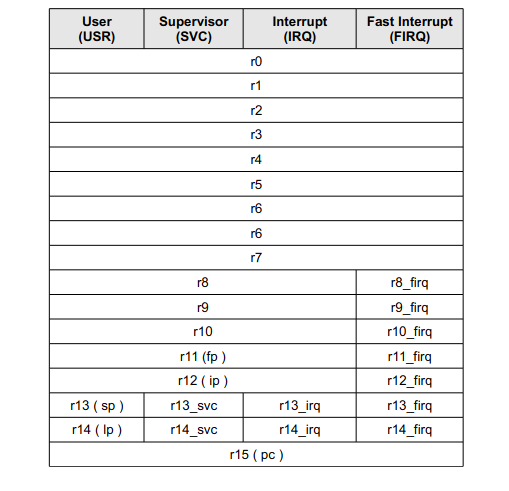 User Supervisor Interrupt Fast Interrupt
(USR) (SVC) (IRQ) (FIRQ)
r0
r1
r2
r3
r4
r5
r6
r6
r7
r8 r8_firq
r9 r9_firq
r10 r10_firq
r11 (fp ) r11_firq
r12 ( ip ) r12_firq
r13 ( sp ) r13_svc r13_irq r13_firq
r14 ( lp ) r14_svc r14_irq r14_firq
r15 ( pc )